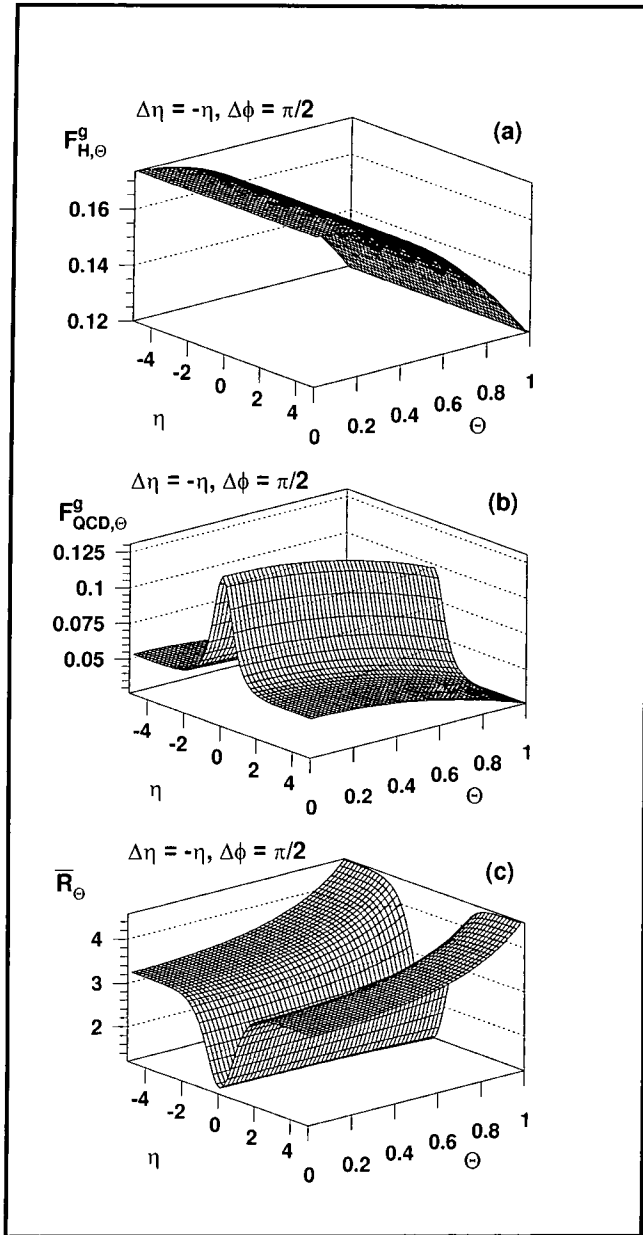 Δη = -η, Δϕ = π/2
(a)
F^g_H,Θ
0.16
0.14
0.12
-4 -2 0 2 4
η
0 0.2 0.4 0.6 0.8 1
Θ
Δη = -η, Δϕ = π/2
(b)
F^g_QCD,Θ
0.125
0.1
0.075
0.05
-4 -2 0 2 4
η
0 0.2 0.4 0.6 0.8 1
Θ
Δη = -η, Δϕ = π/2
(c)
R̅_Θ
4
3
2
-4 -2 0 2 4
η
0 0.2 0.4 0.6 0.8 1
Θ